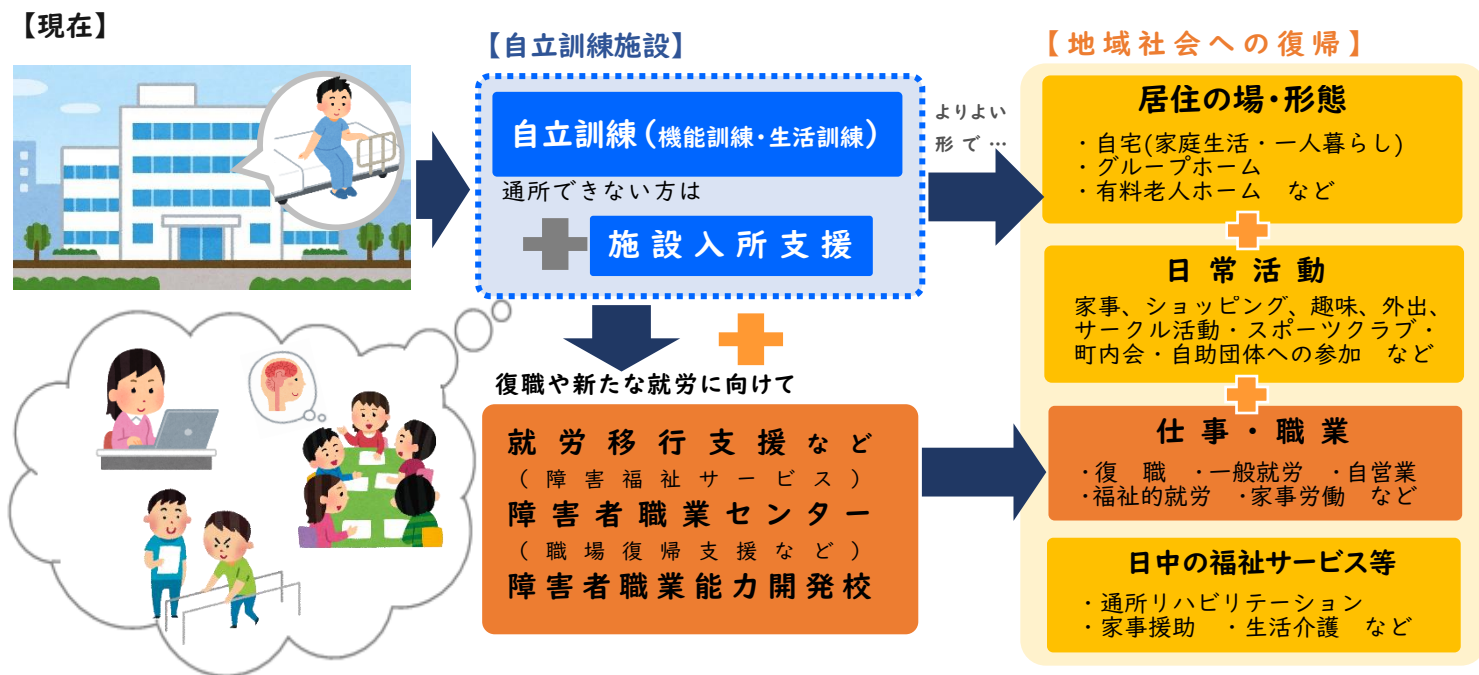 【現在】
【自立訓練施設】
自立訓練(機能訓練・生活訓練)
通所できない方は
施設入所支援
よりよい
形で…
復職や新たな就労に向けて
就労移行支援など
(障害福祉サービス)
障害者職業センター
(職場復帰支援など)
障害者職業能力開発校
【地域社会への復帰】
居住の場・形態
・自宅(家庭生活・一人暮らし)
・グループホーム
・有料老人ホーム　など
日常活動
家事、ショッピング、趣味、外出、
サークル活動・スポーツクラブ・
町内会・自助団体への参加　など
仕事・職業
・復　職　・一般就労　・自営業
・福祉的就労　・家事労働　など
日中の福祉サービス等
・通所リハビリテーション
・家事援助　・生活介護　など